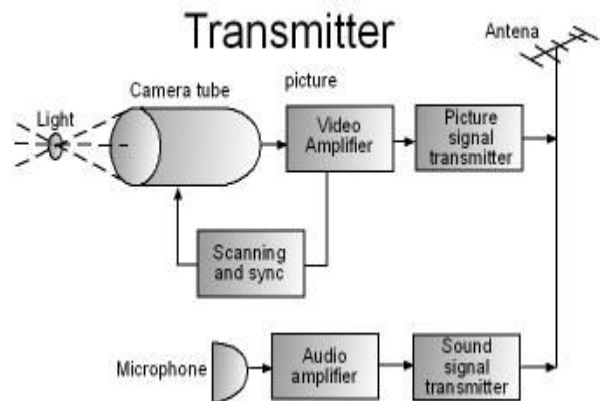 Transmitter
Antena
Camera tube
picture
Light
Video
Amplifier
Picture
signal
transmitter
Scanning
and sync
Microphone
Audio
amplifier
Sound
signal
transmitter